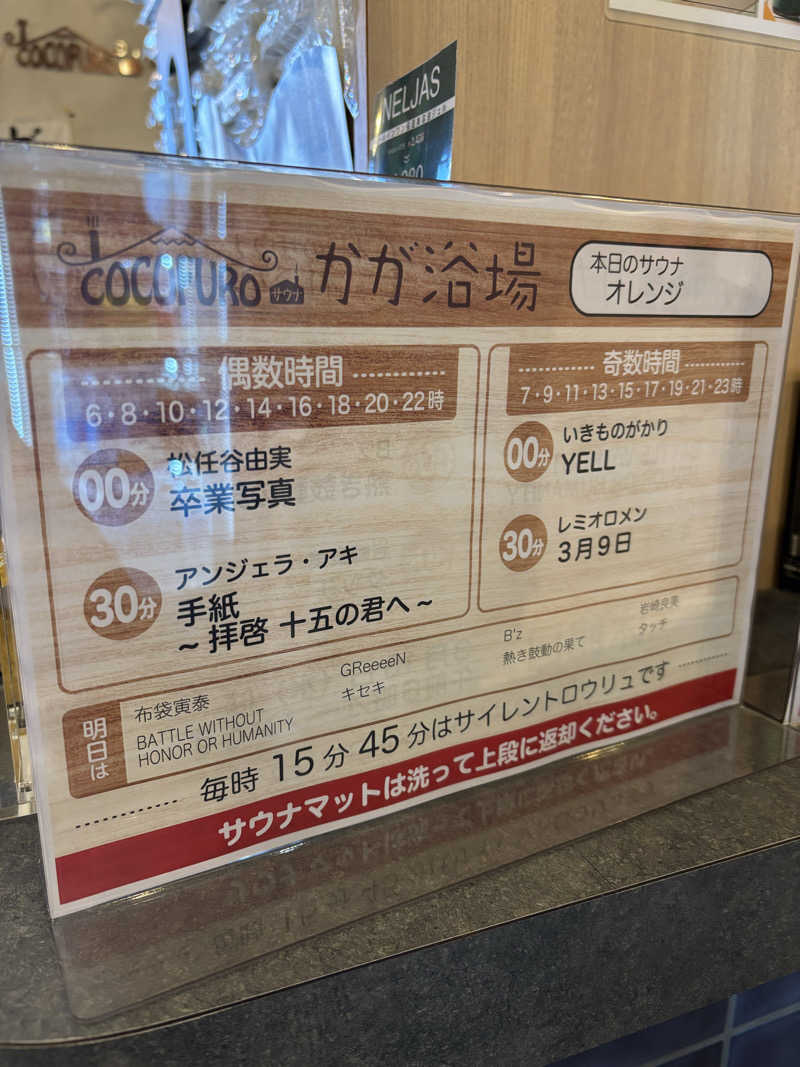 COCOFURO
NELJAS
COCOFURO サウナ かが浴場
本日のサウナ
オレンジ
偶数時間
6・8・10・12・14・16・18・20・22時
00分
松任谷由実
卒業写真
30分
アンジェラ・アキ
手紙
~ 拝啓 十五の君へ ~
奇数時間
7・9・11・13・15・17・19・21・23時
00分
いきものがかり
YELL
30分
レミオロメン
3月9日
明日は
布袋寅泰
BATTLE WITHOUT
HONOR OR HUMANITY
GReeeeN
キセキ
B'z
熱き鼓動の果て
岩崎良美
タッチ
毎時 15分 45分はサイレントロウリュです
サウナマットは洗って上段に返却ください。